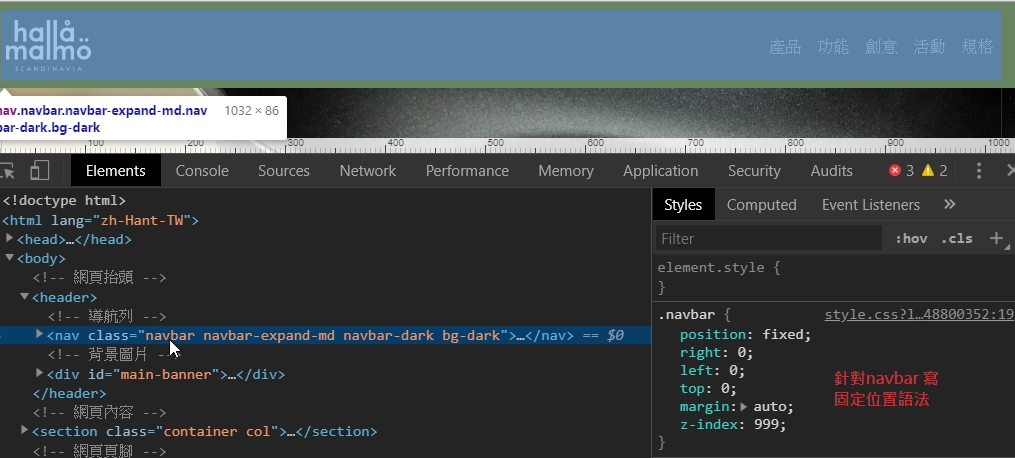 hallå
malmö
SCANDINAVIA
產品 功能 創意 活動 規格
nav.navbar.navbar-expand-md.nav
bar-dark.bg-dark
1032 × 86
100 200 300 400 500 600 700 800 900 1000
Elements Console Sources Network Performance Memory Application Security Audits 3 2
<!doctype html>
<html lang="zh-Hant-TW">
<head>…</head>
<body>
<!-- 網頁抬頭 -->
<header>
<!-- 導航列 -->
<nav class="navbar navbar-expand-md navbar-dark bg-dark">…</nav> == $0
<!-- 背景圖片 -->
<div id="main-banner">…</div>
</header>
<!-- 網頁內容 -->
<section class="container col">…</section>
<!-- 網頁頁腳 -->
Styles Computed Event Listeners »
Filter :hov .cls +
element.style {
}
.navbar { style.css?l…48800352:19
position: fixed;
right: 0;
left: 0;
top: 0;
margin: auto;
z-index: 999;
}
針對navbar 寫
固定位置語法